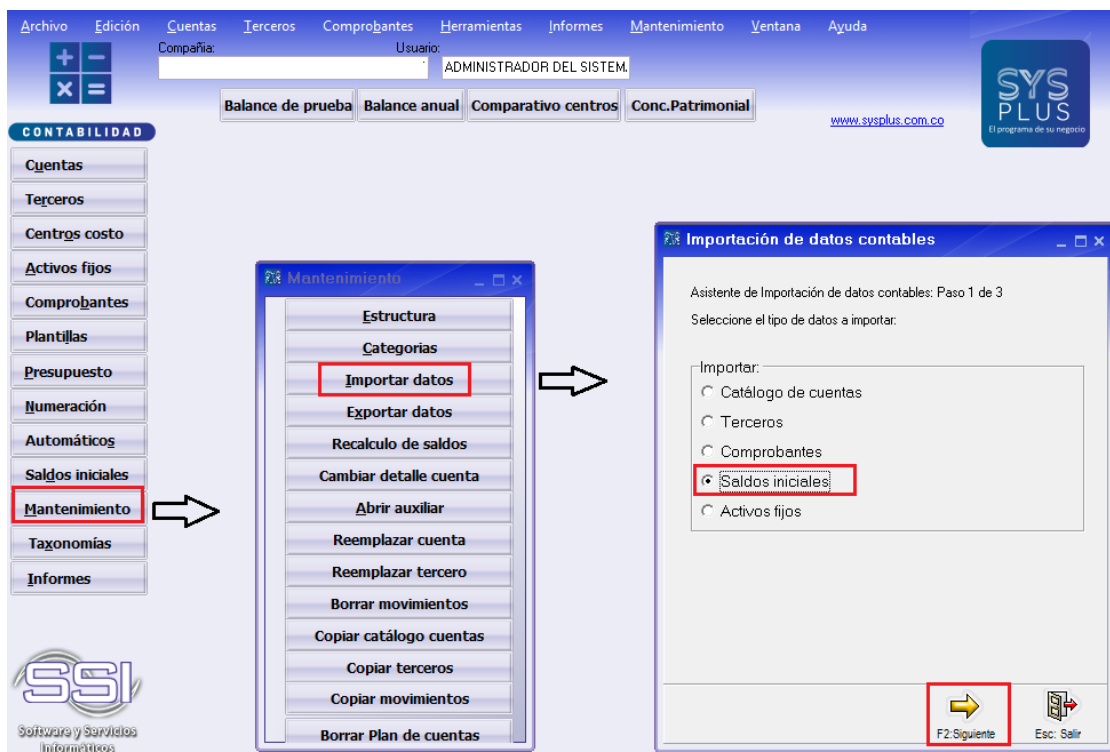 Archivo Edición Cuentas Terceros Comprobantes Herramientas Informes Mantenimiento Ventana Ayuda
Compañia: Usuario:
ADMINISTRADOR DEL SISTEM.
Balance de prueba Balance anual Comparativo centros Conc.Patrimonial
www.sysplus.com.co
SYS
PLUS
El programa de su negocio
CONTABILIDAD
Cuentas
Terceros
Centros costo
Activos fijos
Comprobantes
Plantillas
Presupuesto
Numeración
Automáticos
Saldos iniciales
Mantenimiento
Taxonomías
Informes
SSI
Software y Servicios
Informáticos
Mantenimiento
Estructura
Categorias
Importar datos
Exportar datos
Recalculo de saldos
Cambiar detalle cuenta
Abrir auxiliar
Reemplazar cuenta
Reemplazar tercero
Borrar movimientos
Copiar catálogo cuentas
Copiar terceros
Copiar movimientos
Borrar Plan de cuentas
Importación de datos contables
Asistente de Importación de datos contables: Paso 1 de 3
Seleccione el tipo de datos a importar:
Importar:
Catálogo de cuentas
Terceros
Comprobantes
Saldos iniciales
Activos fijos
F2:Siguiente Esc: Salir